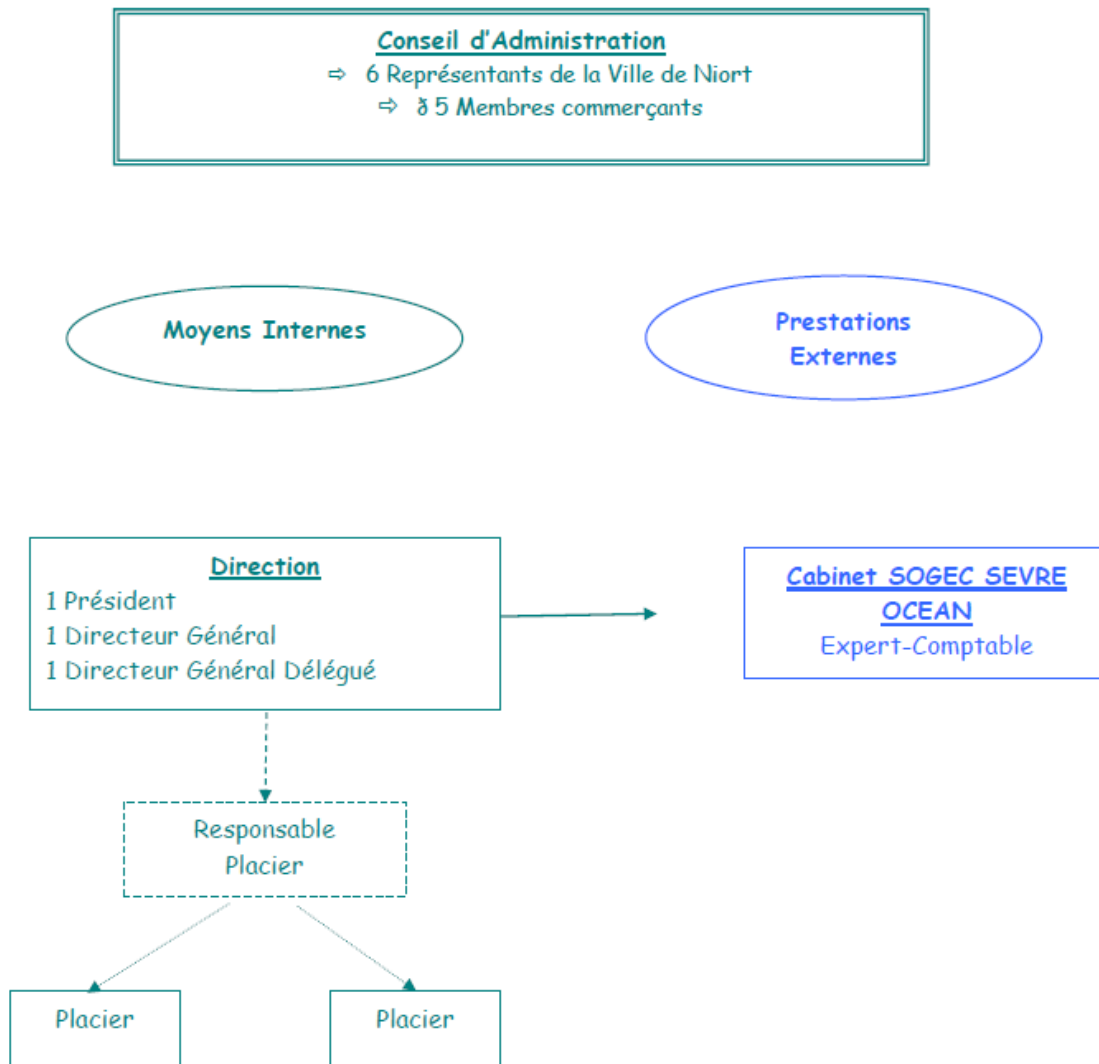 Conseil d'Administration
⇨ 6 Représentants de la Ville de Niort
⇨ ð 5 Membres commerçants
Moyens Internes
Prestations
Externes
Direction
1 Président
1 Directeur Général
1 Directeur Général Délégué
Cabinet SOGEC SEVRE
OCEAN
Expert-Comptable
Responsable
Placier
Placier
Placier